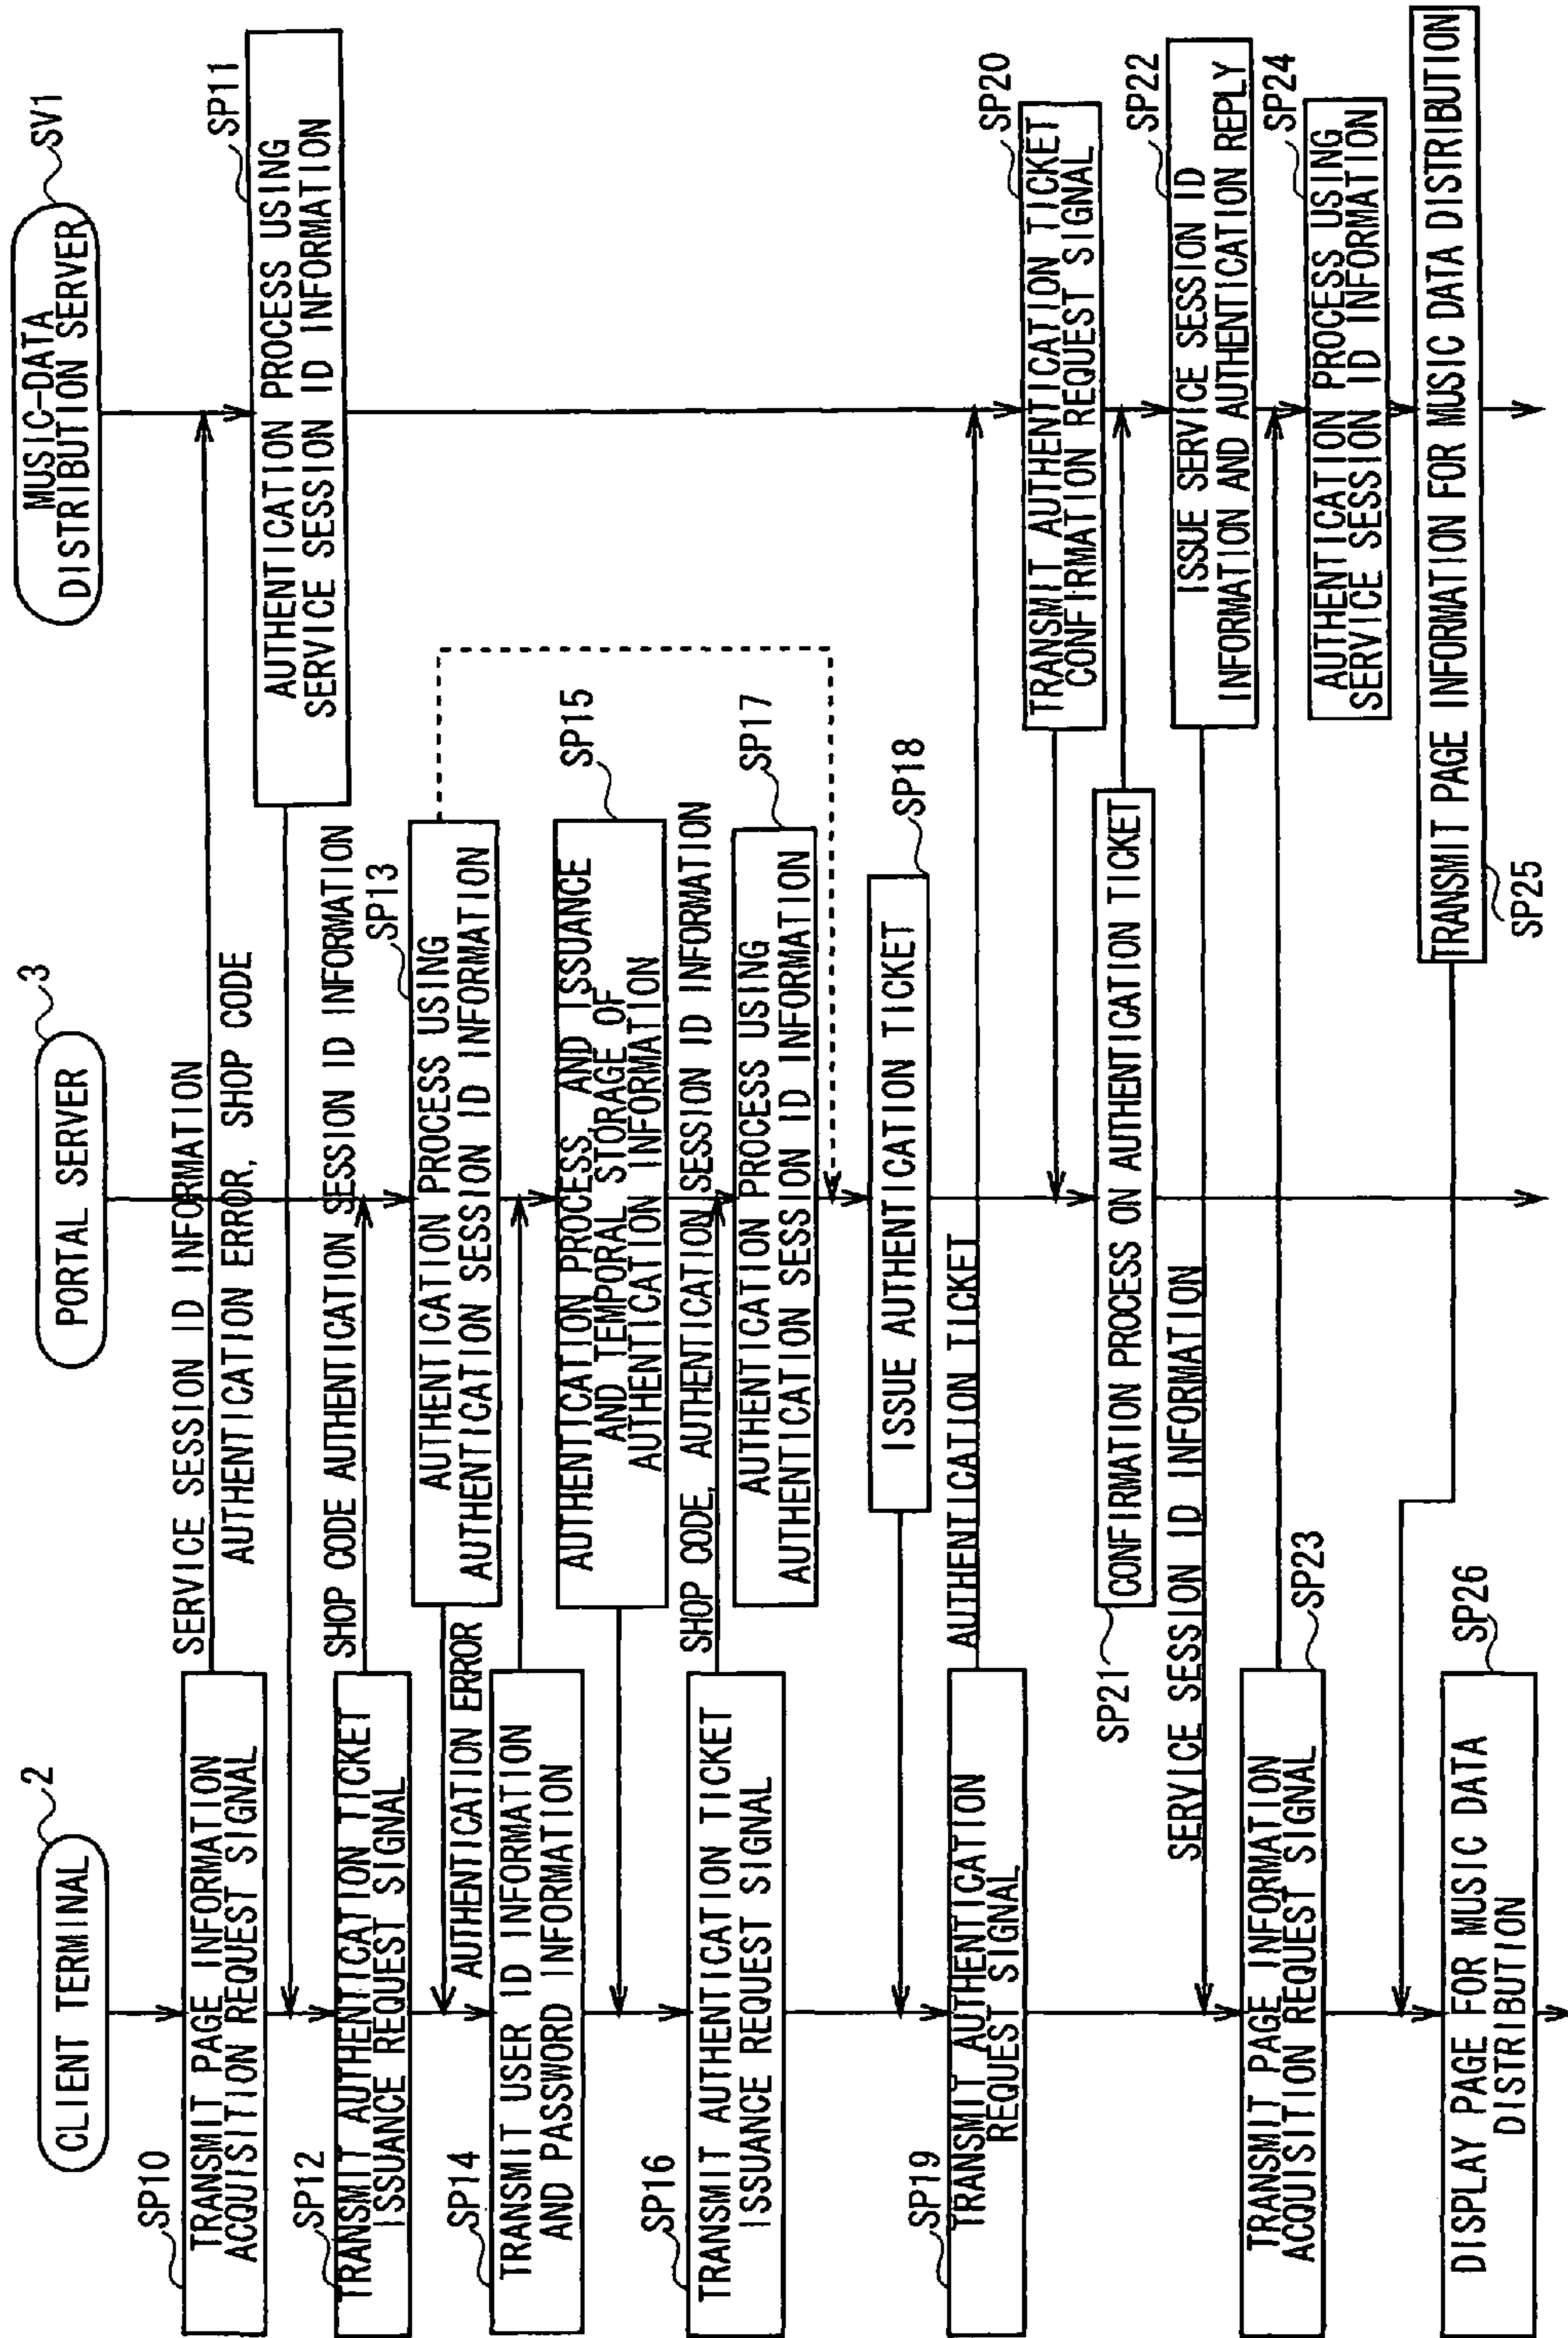 CLIENT TERMINAL
2
PORTAL SERVER
3
MUSIC-DATA
DISTRIBUTION SERVER
SV1
SP10
TRANSMIT PAGE INFORMATION
ACQUISITION REQUEST SIGNAL
SERVICE SESSION ID INFORMATION
SP11
AUTHENTICATION PROCESS USING
SERVICE SESSION ID INFORMATION
AUTHENTICATION ERROR, SHOP CODE
SP12
TRANSMIT AUTHENTICATION TICKET
ISSUANCE REQUEST SIGNAL
SHOP CODE AUTHENTICATION SESSION ID INFORMATION
SP13
AUTHENTICATION PROCESS USING
AUTHENTICATION SESSION ID INFORMATION
AUTHENTICATION ERROR
SP14
TRANSMIT USER ID INFORMATION
AND PASSWORD INFORMATION
SP15
AUTHENTICATION PROCESS, AND ISSUANCE
AND TEMPORAL STORAGE OF
AUTHENTICATION INFORMATION
SP16
TRANSMIT AUTHENTICATION TICKET
ISSUANCE REQUEST SIGNAL
SHOP CODE, AUTHENTICATION SESSION ID INFORMATION
SP17
AUTHENTICATION PROCESS USING
AUTHENTICATION SESSION ID INFORMATION
SP18
ISSUE AUTHENTICATION TICKET
SP19
TRANSMIT AUTHENTICATION
REQUEST SIGNAL
AUTHENTICATION TICKET
SP20
TRANSMIT AUTHENTICATION TICKET
CONFIRMATION REQUEST SIGNAL
SP21
CONFIRMATION PROCESS ON AUTHENTICATION TICKET
SP22
ISSUE SERVICE SESSION ID
INFORMATION AND AUTHENTICATION REPLY
SERVICE SESSION ID INFORMATION
SP23
TRANSMIT PAGE INFORMATION
ACQUISITION REQUEST SIGNAL
SP24
AUTHENTICATION PROCESS USING
SERVICE SESSION ID INFORMATION
TRANSMIT PAGE INFORMATION FOR MUSIC DATA DISTRIBUTION
SP25
SP26
DISPLAY PAGE FOR MUSIC DATA
DISTRIBUTION